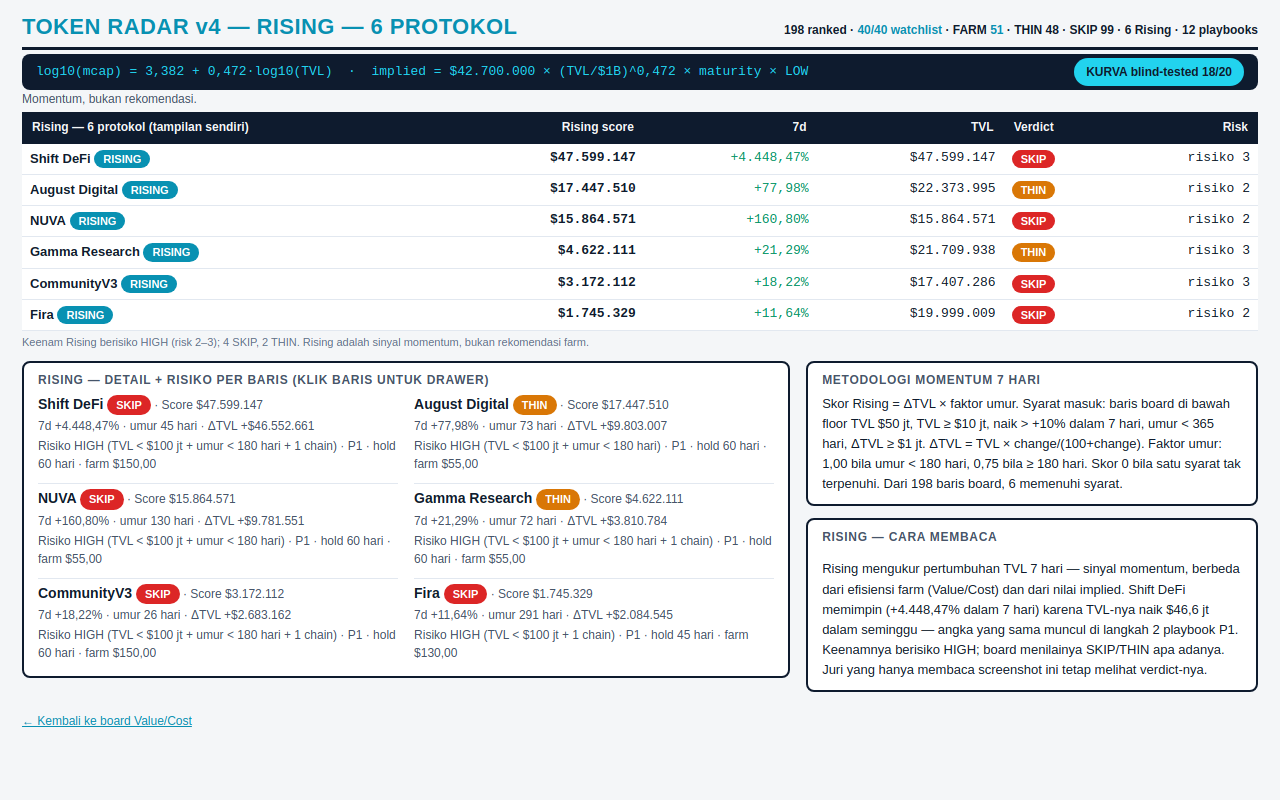 TOKEN RADAR v4 — RISING — 6 PROTOKOL
198 ranked · 40/40 watchlist · FARM 51 · THIN 48 · SKIP 99 · 6 Rising · 12 playbooks
log10(mcap) = 3,382 + 0,472·log10(TVL) · implied = $42.700.000 × (TVL/$1B)^0,472 × maturity × LOW
KURVA blind-tested 18/20
Momentum, bukan rekomendasi.
Rising — 6 protokol (tampilan sendiri) Rising score 7d TVL Verdict Risk
Shift DeFi RISING $47.599.147 +4.448,47% $47.599.147 SKIP risiko 3
August Digital RISING $17.447.510 +77,98% $22.373.995 THIN risiko 2
NUVA RISING $15.864.571 +160,80% $15.864.571 SKIP risiko 2
Gamma Research RISING $4.622.111 +21,29% $21.709.938 THIN risiko 3
CommunityV3 RISING $3.172.112 +18,22% $17.407.286 SKIP risiko 3
Fira RISING $1.745.329 +11,64% $19.999.009 SKIP risiko 2
Keenam Rising berisiko HIGH (risk 2–3); 4 SKIP, 2 THIN. Rising adalah sinyal momentum, bukan rekomendasi farm.
RISING — DETAIL + RISIKO PER BARIS (KLIK BARIS UNTUK DRAWER)
Shift DeFi SKIP · Score $47.599.147
7d +4.448,47% · umur 45 hari · ΔTVL +$46.552.661
Risiko HIGH (TVL < $100 jt + umur < 180 hari + 1 chain) · P1 · hold
60 hari · farm $150,00
August Digital THIN · Score $17.447.510
7d +77,98% · umur 73 hari · ΔTVL +$9.803.007
Risiko HIGH (TVL < $100 jt + umur < 180 hari) · P1 · hold 60 hari ·
farm $55,00
NUVA SKIP · Score $15.864.571
7d +160,80% · umur 130 hari · ΔTVL +$9.781.551
Risiko HIGH (TVL < $100 jt + umur < 180 hari) · P1 · hold 60 hari ·
farm $55,00
Gamma Research THIN · Score $4.622.111
7d +21,29% · umur 72 hari · ΔTVL +$3.810.784
Risiko HIGH (TVL < $100 jt + umur < 180 hari + 1 chain) · P1 · hold
60 hari · farm $55,00
CommunityV3 SKIP · Score $3.172.112
7d +18,22% · umur 26 hari · ΔTVL +$2.683.162
Risiko HIGH (TVL < $100 jt + umur < 180 hari + 1 chain) · P1 · hold
60 hari · farm $150,00
Fira SKIP · Score $1.745.329
7d +11,64% · umur 291 hari · ΔTVL +$2.084.545
Risiko HIGH (TVL < $100 jt + 1 chain) · P1 · hold 45 hari · farm
$130,00
METODOLOGI MOMENTUM 7 HARI
Skor Rising = ΔTVL × faktor umur. Syarat masuk: baris board di bawah
floor TVL $50 jt, TVL ≥ $10 jt, naik > +10% dalam 7 hari, umur < 365
hari, ΔTVL ≥ $1 jt. ΔTVL = TVL × change/(100+change). Faktor umur:
1,00 bila umur < 180 hari, 0,75 bila ≥ 180 hari. Skor 0 bila satu syarat tak
terpenuhi. Dari 198 baris board, 6 memenuhi syarat.
RISING — CARA MEMBACA
Rising mengukur pertumbuhan TVL 7 hari — sinyal momentum, berbeda
dari efisiensi farm (Value/Cost) dan dari nilai implied. Shift DeFi
memimpin (+4.448,47% dalam 7 hari) karena TVL-nya naik $46,6 jt
dalam seminggu — angka yang sama muncul di langkah 2 playbook P1.
Keenamnya berisiko HIGH; board menilainya SKIP/THIN apa adanya.
Juri yang hanya membaca screenshot ini tetap melihat verdict-nya.
← Kembali ke board Value/Cost